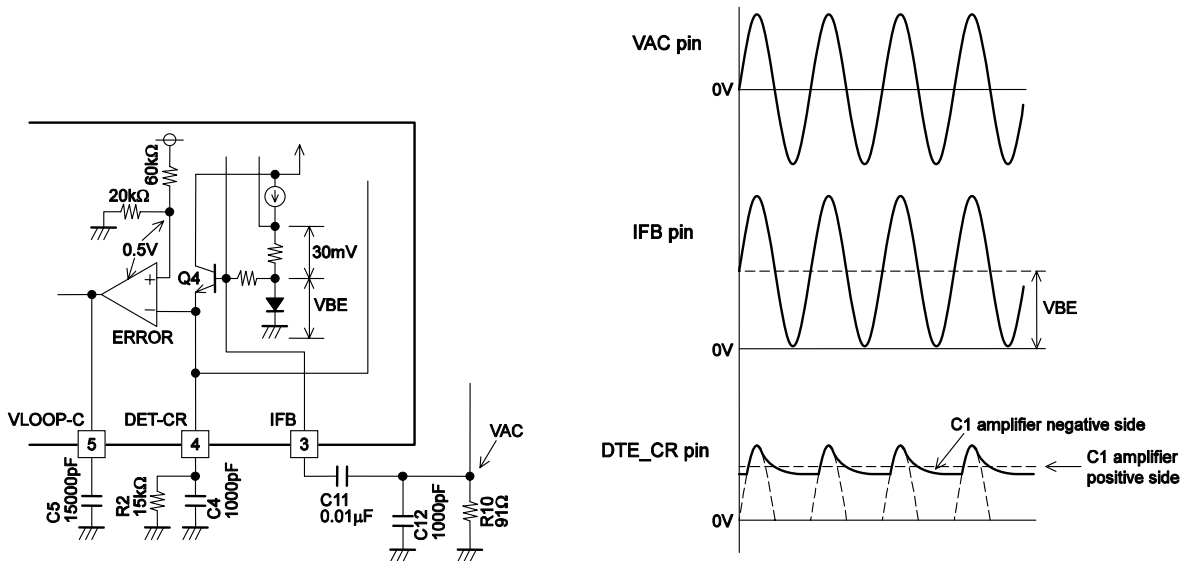 60kΩ
20kΩ
0.5V
Q4
30mV
VBE
ERROR
VLOOP-C
DET-CR
IFB
5
4
3
VAC
C5
15000pF
R2
15kΩ
C4
1000pF
C11
0.01µF
C12
1000pF
R10
91Ω
VAC pin
0V
IFB pin
VBE
0V
C1 amplifier negative side
DTE_CR pin
C1 amplifier
positive side
0V